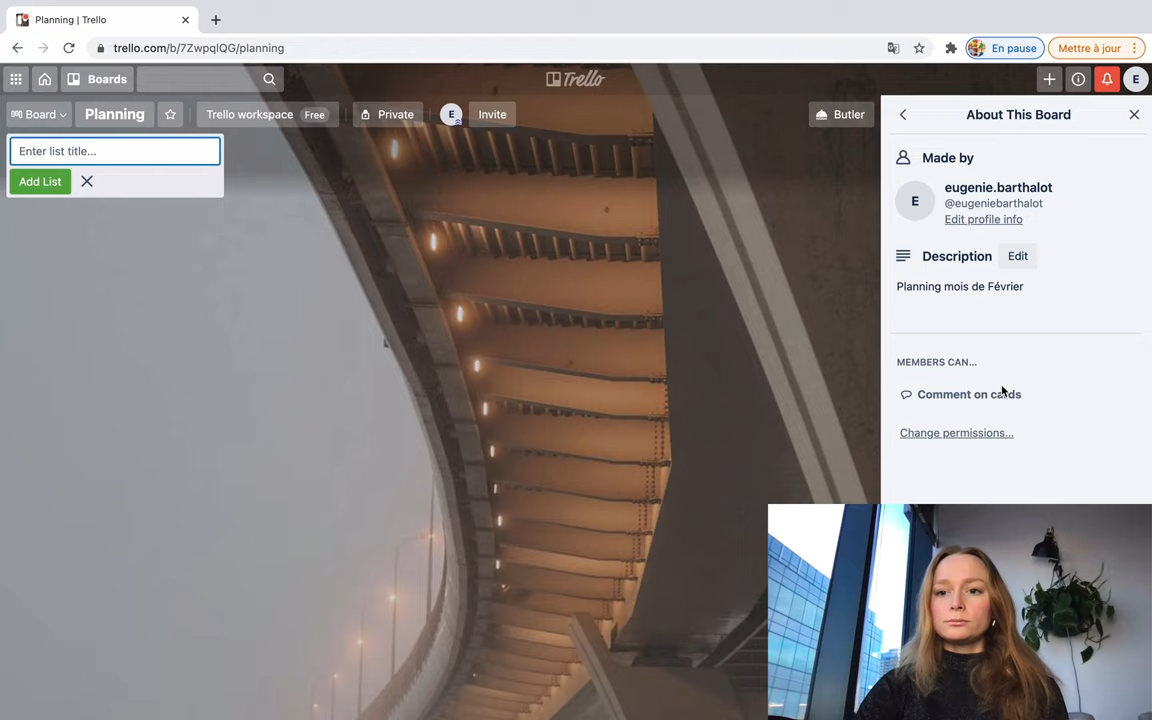 Planning | Trello
trello.com/b/7ZwpqlQG/planning
En pause
Mettre à jour
Boards
Trello
E
Board
Planning
Trello workspace
Free
Private
E
Invite
Butler
About This Board
Enter list title...
Add List
Made by
E
eugenie.barthalot
@eugeniebarthalot
Edit profile info
Description
Edit
Planning mois de Février
MEMBERS CAN...
Comment on cards
Change permissions...